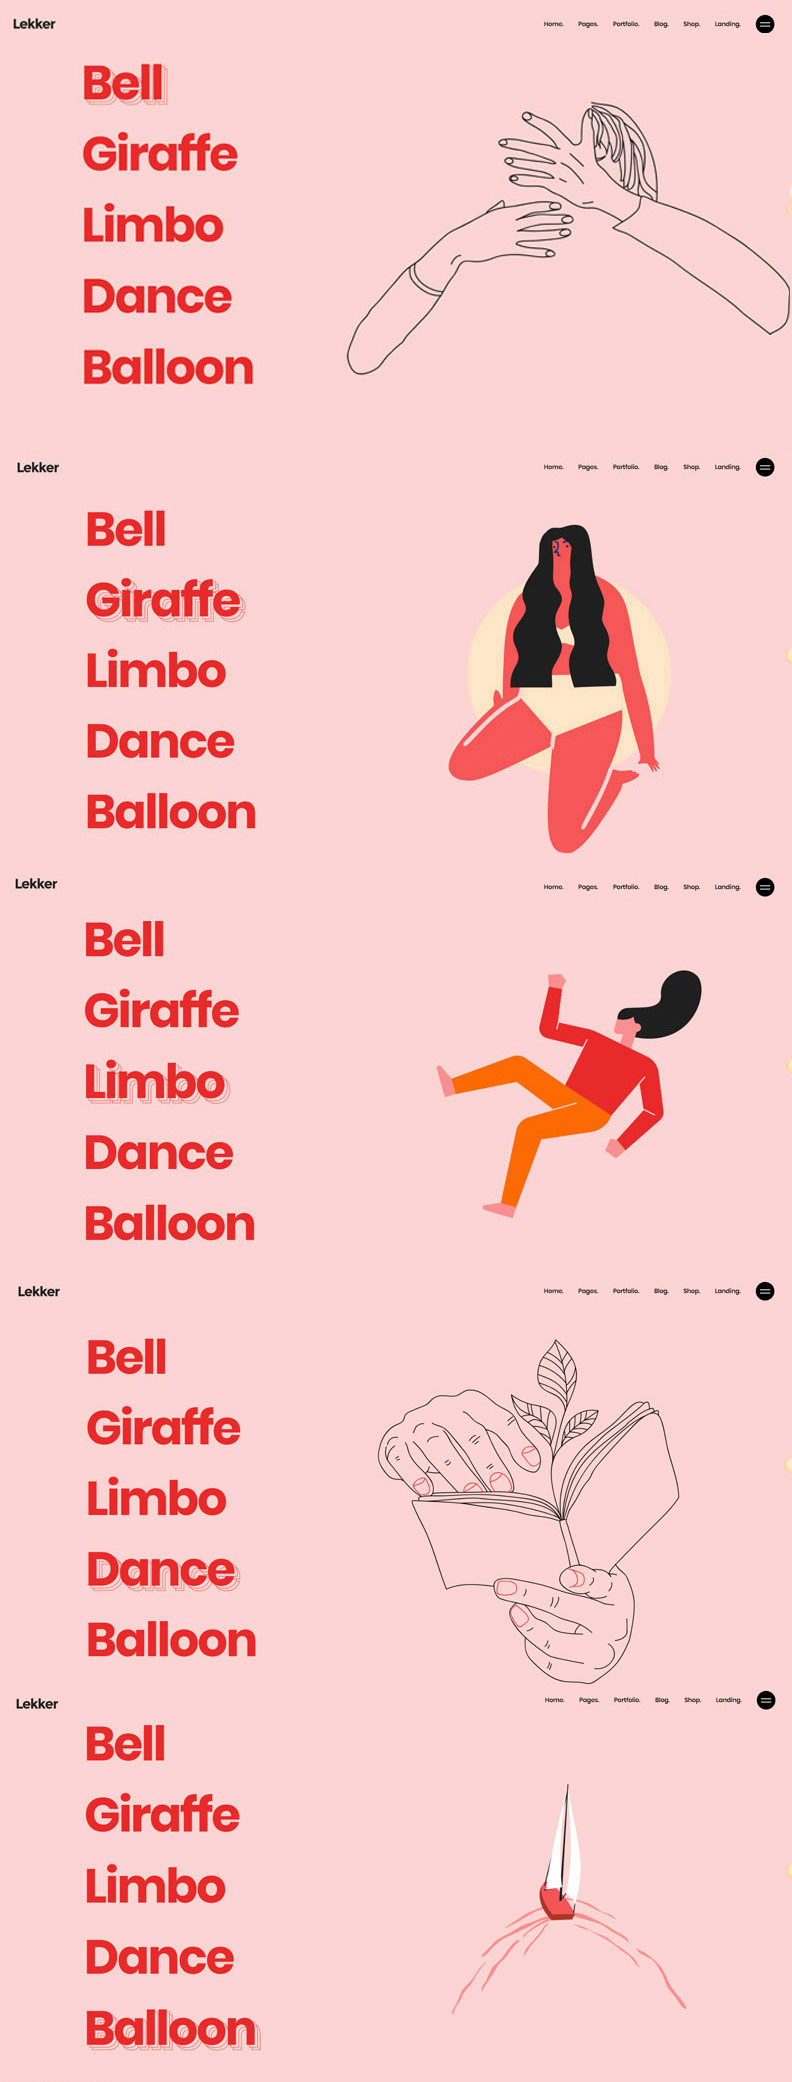 Lekker Home. Pages. Portfolio. Blog. Shop. Landing.
Bell
Giraffe
Limbo
Dance
Balloon
Lekker Home. Pages. Portfolio. Blog. Shop. Landing.
Bell
Giraffe
Limbo
Dance
Balloon
Lekker Home. Pages. Portfolio. Blog. Shop. Landing.
Bell
Giraffe
Limbo
Dance
Balloon
Lekker Home. Pages. Portfolio. Blog. Shop. Landing.
Bell
Giraffe
Limbo
Dance
Balloon
Lekker Home. Pages. Portfolio. Blog. Shop. Landing.
Bell
Giraffe
Limbo
Dance
Balloon